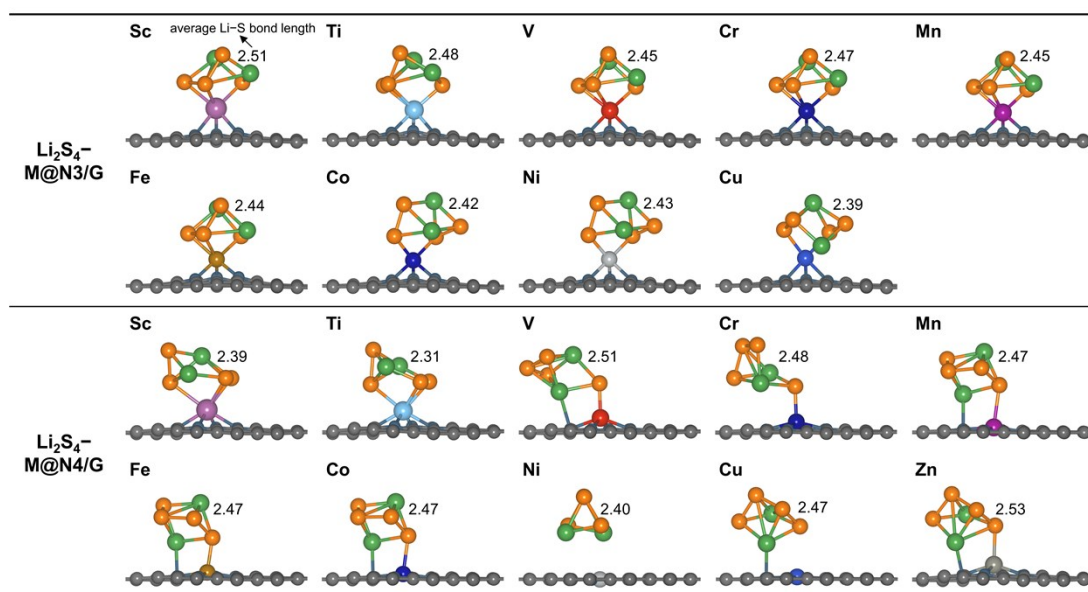 Sc Ti V Cr Mn
average Li−S bond length
2.51 2.48 2.45 2.47 2.45
Li₂S₄−
M@N3/G
Fe Co Ni Cu
2.44 2.42 2.43 2.39
Sc Ti V Cr Mn
2.39 2.31 2.51 2.48 2.47
Li₂S₄−
M@N4/G
Fe Co Ni Cu Zn
2.47 2.47 2.40 2.47 2.53